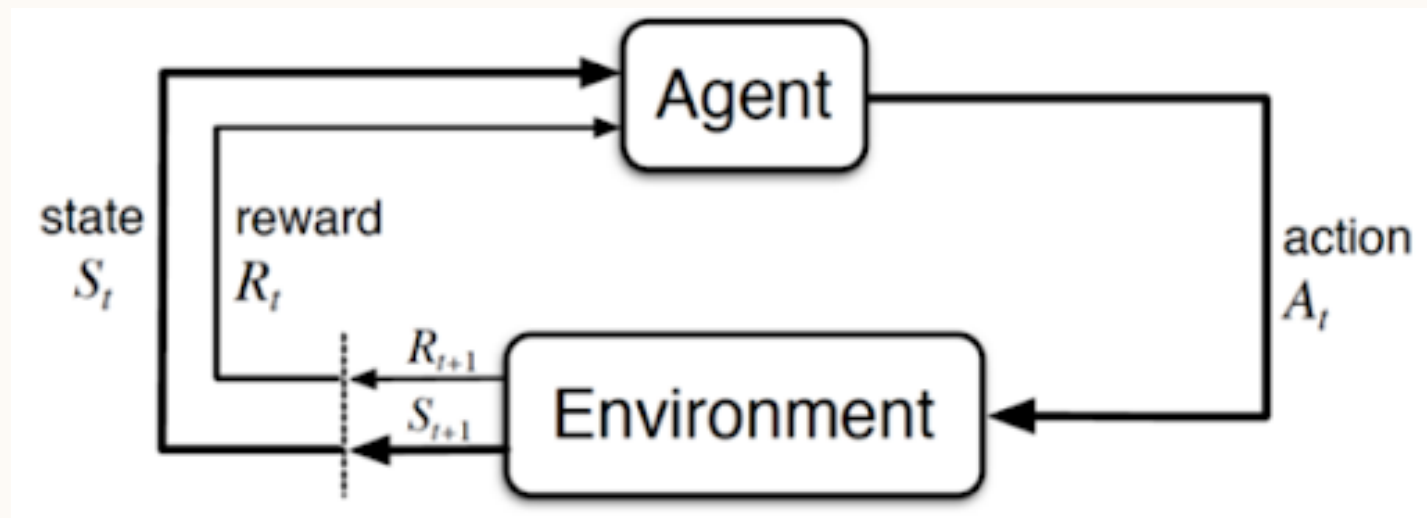 Agent
state
S_t
reward
R_t
action
A_t
R_{t+1}
S_{t+1}
Environment